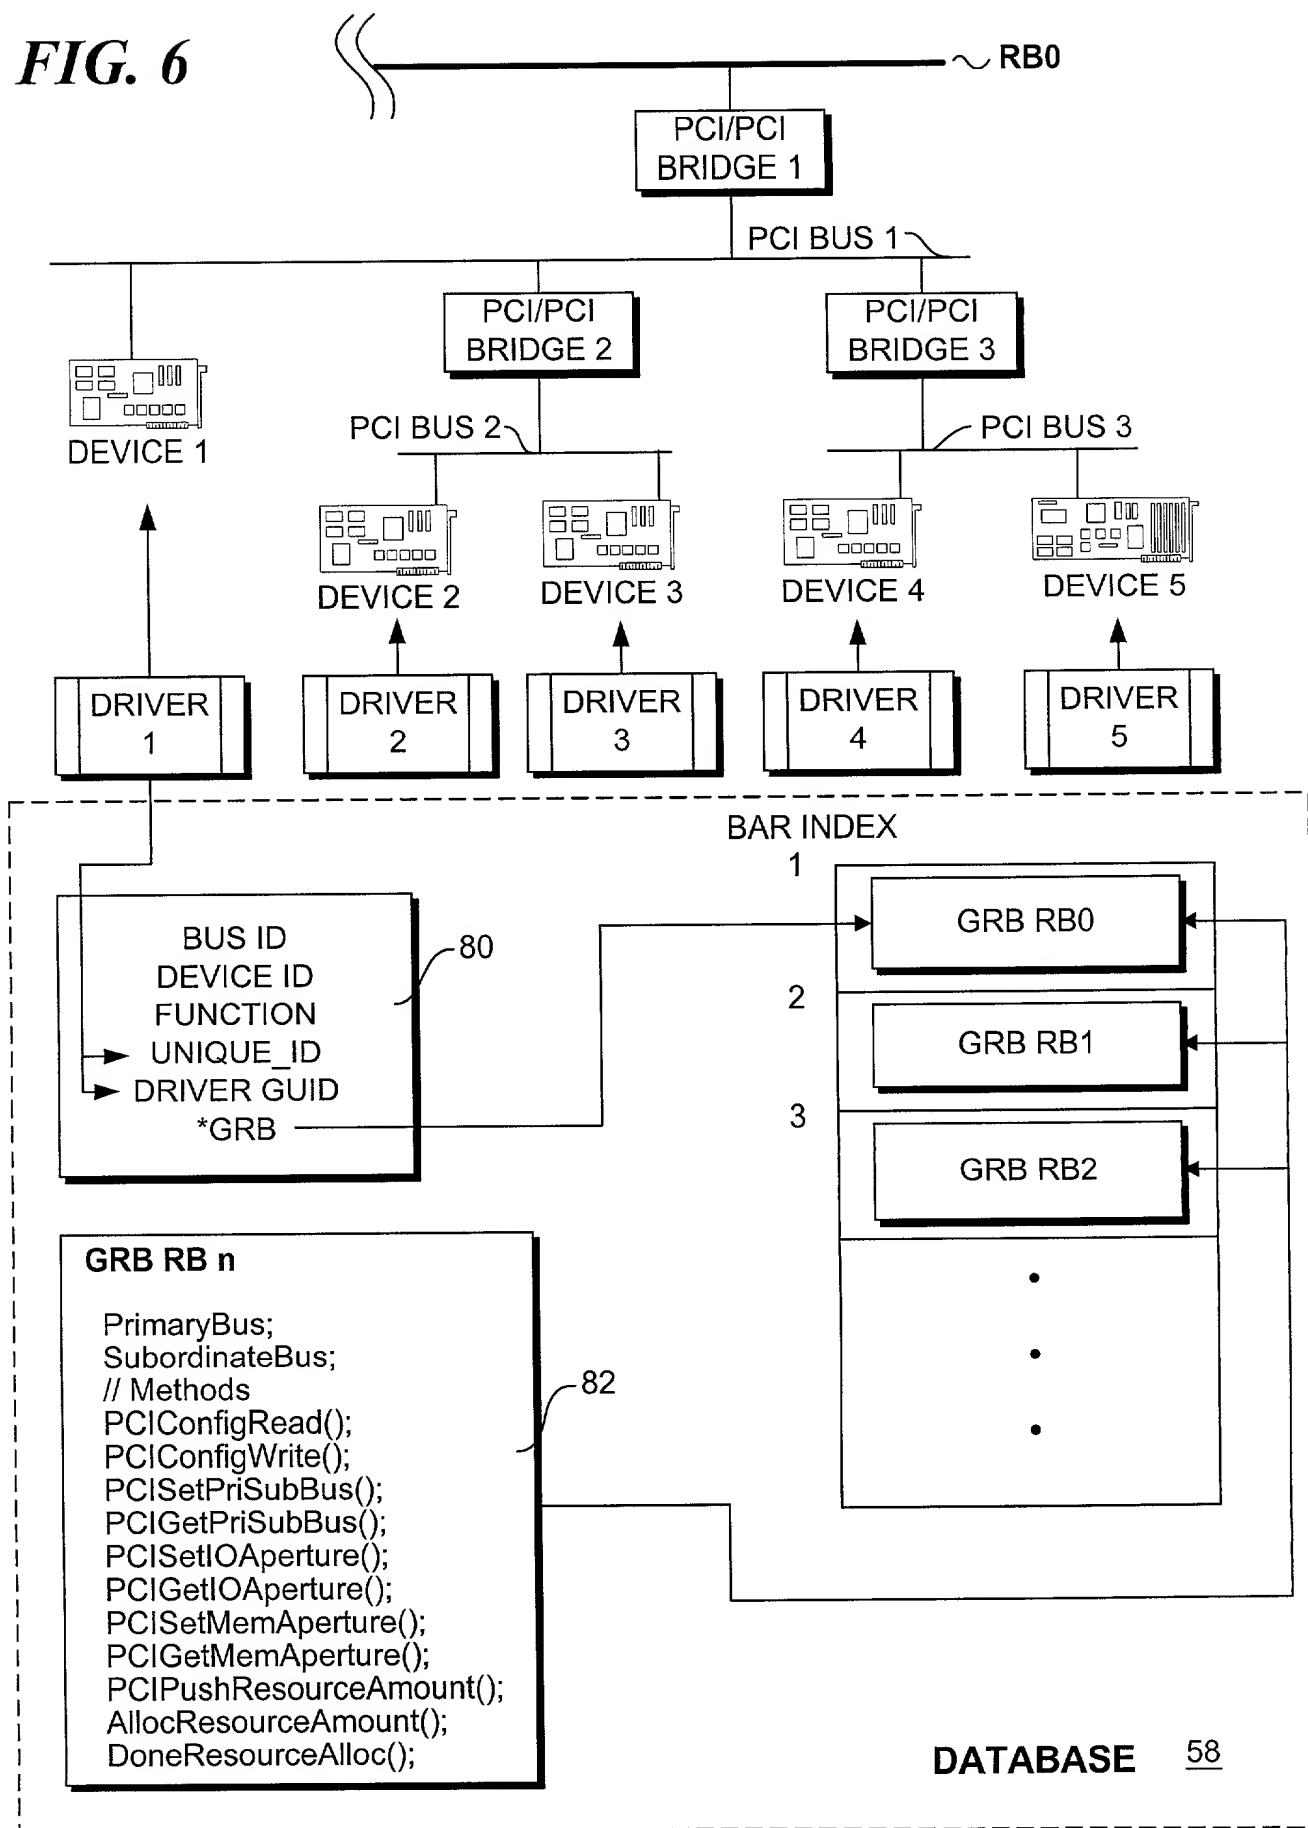 FIG. 6
RB0
PCI/PCI
BRIDGE 1
PCI BUS 1
PCI/PCI
BRIDGE 2
PCI/PCI
BRIDGE 3
DEVICE 1
PCI BUS 2
PCI BUS 3
DEVICE 2
DEVICE 3
DEVICE 4
DEVICE 5
DRIVER
1
DRIVER
2
DRIVER
3
DRIVER
4
DRIVER
5
BAR INDEX
1
GRB RB0
2
GRB RB1
3
GRB RB2
BUS ID
DEVICE ID
FUNCTION
UNIQUE_ID
DRIVER GUID
*GRB
80
GRB RB n
PrimaryBus;
SubordinateBus;
// Methods
PCIConfigRead();
PCIConfigWrite();
PCISetPriSubBus();
PCIGetPriSubBus();
PCISetIOAperture();
PCIGetIOAperture();
PCISetMemAperture();
PCIGetMemAperture();
PCIPushResourceAmount();
AllocResourceAmount();
DoneResourceAlloc();
82
DATABASE 58